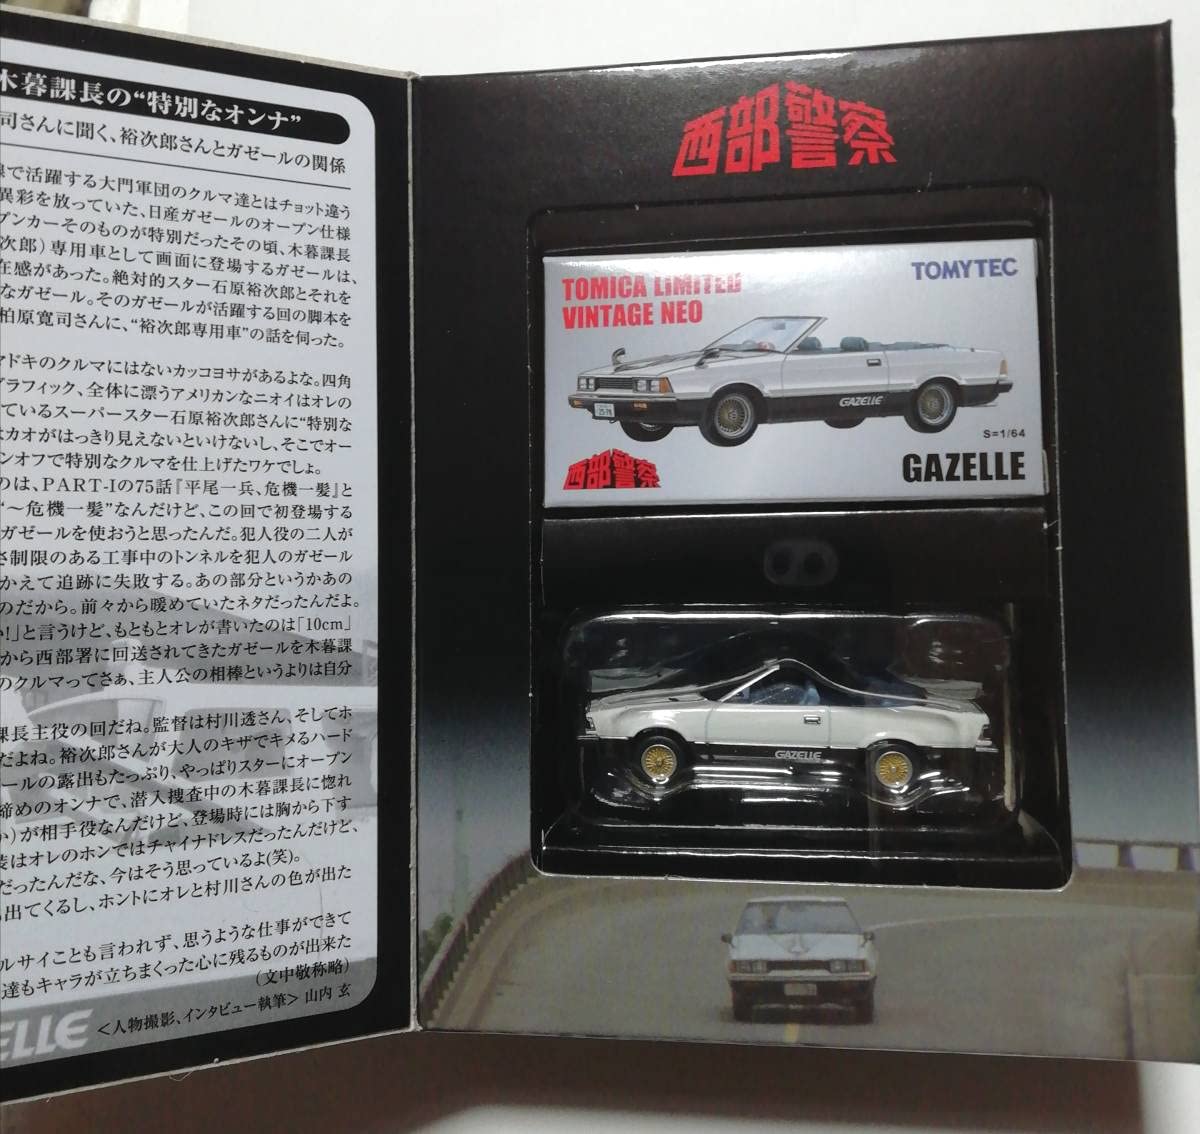 木暮課長の“特別なオンナ”
司さんに聞く、裕次郎さんとガゼールの関係
で活躍する大門軍団のクルマ達とはチョット違う
異彩を放っていた、日産ガゼールのオープン仕様
プンカーそのものが特別だったその頃、木暮課長
次郎）専用車として画面に登場するガゼールは、
在感があった。絶対的スター石原裕次郎とそれを
なガゼール。そのガゼールが活躍する回の脚本を
柏原寛司さんに、“裕次郎専用車”の話を伺った。
マドキのクルマにはないカッコヨサがあるよな。四角
グラフィック、全体に漂うアメリカンなニオイはオレの
ているスーパースター石原裕次郎さんに“特別な
はカオがはっきり見えないといけないし、そこでオー
ンオフで特別なクルマを仕上げたワケでしょ。
のは、PART-Iの75話『平尾一兵、危機一髪』と
“～危機一髪”なんだけど、この回で初登場する
ガゼールを使おうと思ったんだ。犯人役の二人が
さ制限のある工事中のトンネルを犯人のガゼール
かえて追跡に失敗する。あの部分というかあの
のだから。前々から暖めていたネタだったんだよ。
い!」と言うけど、もともとオレが書いたのは「10cm」
から西部署に回送されてきたガゼールを木暮課
のクルマってさぁ、主人公の相棒というよりは自分
課長主役の回だね。監督は村川透さん、そしてホ
だよね。裕次郎さんが大人のキザでキメるハード
ールの露出もたっぷり、やっぱりスターにオープン
締めのオンナで、潜入捜査中の木暮課長に惚れ
か）が相手役なんだけど、登場時には胸から下す
装はオレのホンではチャイナドレスだったんだけど、
だったんだな、今はそう思っているよ(笑)。
出てくるし、ホントにオレと村川さんの色が出た
ルサイことも言われず、思うような仕事ができて
達もキャラが立ちまくった心に残るものが出来た
(文中敬称略)
<人物撮影、インタビュー執筆> 山内 玄
ELLE
西部警察
TOMICA LIMITED
VINTAGE NEO
TOMYTEC
GAZELLE
S=1/64
西部警察
GAZELLE
GAZELLE